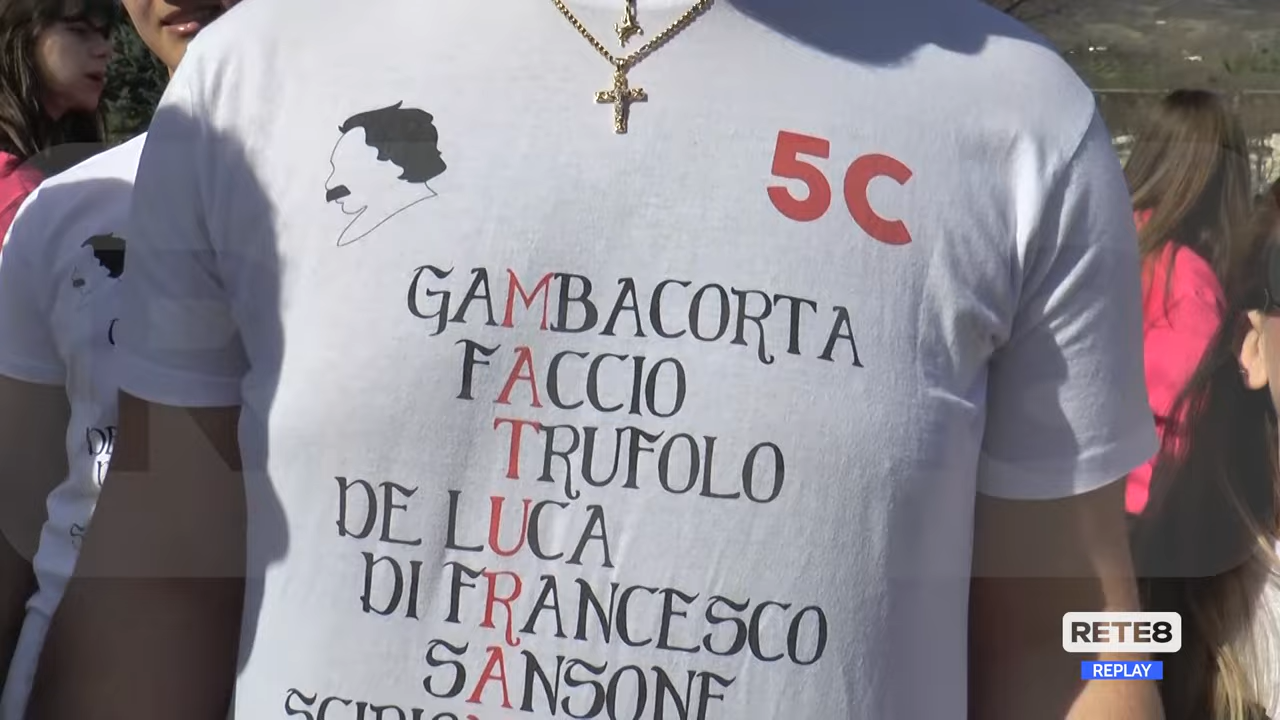 5C
GAMBACORTA
FACCIO
TRUFOLO
DE LUCA
DI FRANCESCO
SANSONE
RETE8
REPLAY